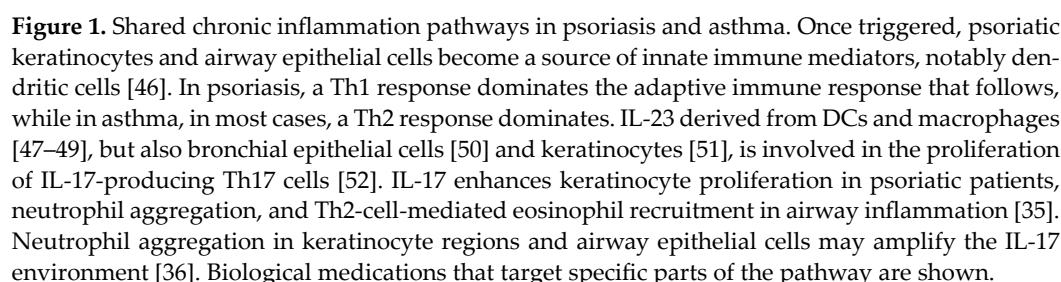 Figure 1. Shared chronic inflammation pathways in psoriasis and asthma. Once triggered, psoriatic
keratinocytes and airway epithelial cells become a source of innate immune mediators, notably den-
dritic cells [46]. In psoriasis, a Th1 response dominates the adaptive immune response that follows,
while in asthma, in most cases, a Th2 response dominates. IL-23 derived from DCs and macrophages
[47–49], but also bronchial epithelial cells [50] and keratinocytes [51], is involved in the proliferation
of IL-17-producing Th17 cells [52]. IL-17 enhances keratinocyte proliferation in psoriatic patients,
neutrophil aggregation, and Th2-cell-mediated eosinophil recruitment in airway inflammation [35].
Neutrophil aggregation in keratinocyte regions and airway epithelial cells may amplify the IL-17
environment [36]. Biological medications that target specific parts of the pathway are shown.